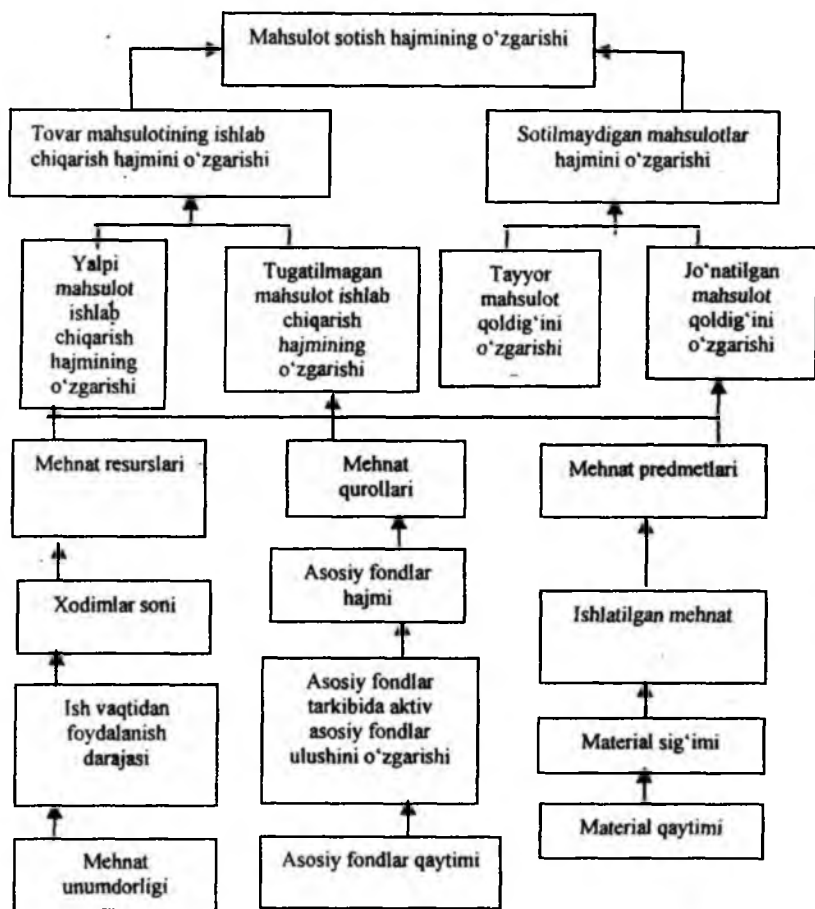 Mahsulot sotish hajmining o‘zgarishi
Tovar mahsulotining ishlab
chiqarish hajmini o‘zgarishi
Sotilmaydigan mahsulotlar
hajmini o‘zgarishi
Yalpi
mahsulot
ishlab
chiqarish
hajmining
o‘zgarishi
Tugatilmagan
mahsulot ishlab
chiqarish
hajmining
o‘zgarishi
Tayyor
mahsulot
qoldig‘ini
o‘zgarishi
Jo‘natilgan
mahsulot
qoldig‘ini
o‘zgarishi
Mehnat resurslari
Mehnat
qurollari
Mehnat predmetlari
Xodimlar soni
Asosiy fondlar
hajmi
Ishlatilgan mehnat
Ish vaqtidan
foydalanish
darajasi
Asosiy fondlar
tarkibida aktiv
asosiy fondlar
ulushini o‘zgarishi
Material sig‘imi
Material qaytimi
Mehnat
unumdorligi
Asosiy fondlar qaytimi